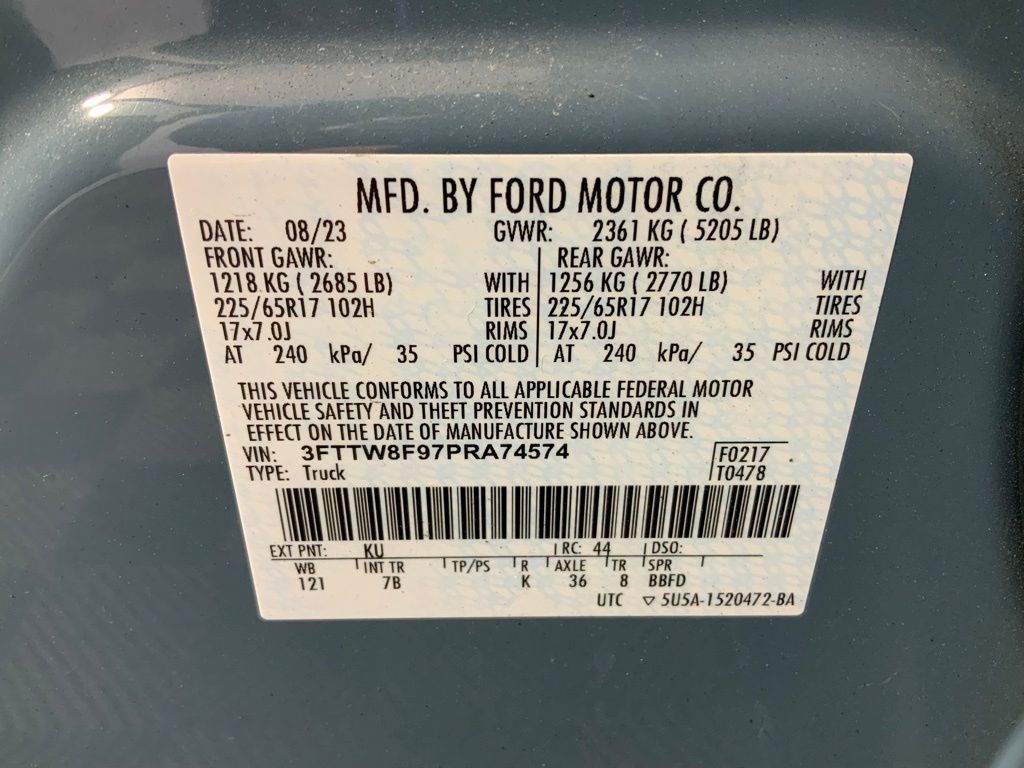 MFD. BY FORD MOTOR CO.
DATE: 08/23 GVWR: 2361 KG ( 5205 LB)
FRONT GAWR: REAR GAWR:
1218 KG ( 2685 LB) WITH 1256 KG ( 2770 LB) WITH
225/65R17 102H TIRES 225/65R17 102H TIRES
17x7.0J RIMS 17x7.0J RIMS
AT 240 kPa/ 35 PSI COLD AT 240 kPa/ 35 PSI COLD
THIS VEHICLE CONFORMS TO ALL APPLICABLE FEDERAL MOTOR
VEHICLE SAFETY AND THEFT PREVENTION STANDARDS IN
EFFECT ON THE DATE OF MANUFACTURE SHOWN ABOVE.
VIN: 3FTTW8F97PRA74574 F0217
TYPE: Truck T0478
EXT PNT: KU RC: 44 DSO:
WB INT TR TP/PS R AXLE TR SPR
121 7B K 36 8 BBFD
UTC ▽ 5U5A-1520472-BA